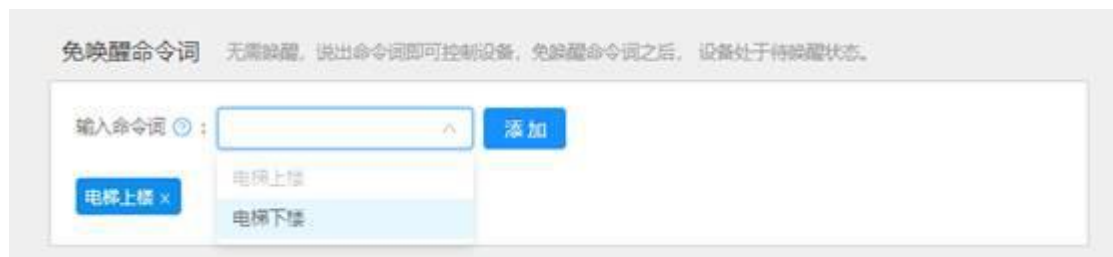 免唤醒命令词 无需唤醒，说出命令词即可控制设备，免唤醒命令词之后， 设备处于待唤醒状态。
输入命令词 ? ： 添 加
电梯上楼
电梯上楼 ×
电梯下楼